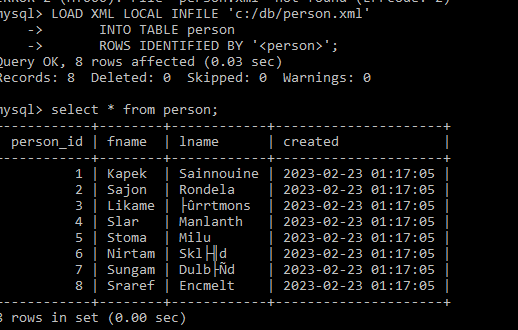 mysql> LOAD XML LOCAL INFILE 'c:/db/person.xml'
    ->       INTO TABLE person
    ->       ROWS IDENTIFIED BY '<person>';
Query OK, 8 rows affected (0.03 sec)
Records: 8  Deleted: 0  Skipped: 0  Warnings: 0
mysql> select * from person;
person_id | fname | lname | created |
1 | Kapek | Sainnouine | 2023-02-23 01:17:05 |
2 | Sajon | Rondela | 2023-02-23 01:17:05 |
3 | Likame | ├ûrrtmons | 2023-02-23 01:17:05 |
4 | Slar | Manlanth | 2023-02-23 01:17:05 |
5 | Stoma | Milu | 2023-02-23 01:17:05 |
6 | Nirtam | Skl├╢d | 2023-02-23 01:17:05 |
7 | Sungam | Dulb├Ñd | 2023-02-23 01:17:05 |
8 | Sraref | Encmelt | 2023-02-23 01:17:05 |
8 rows in set (0.00 sec)